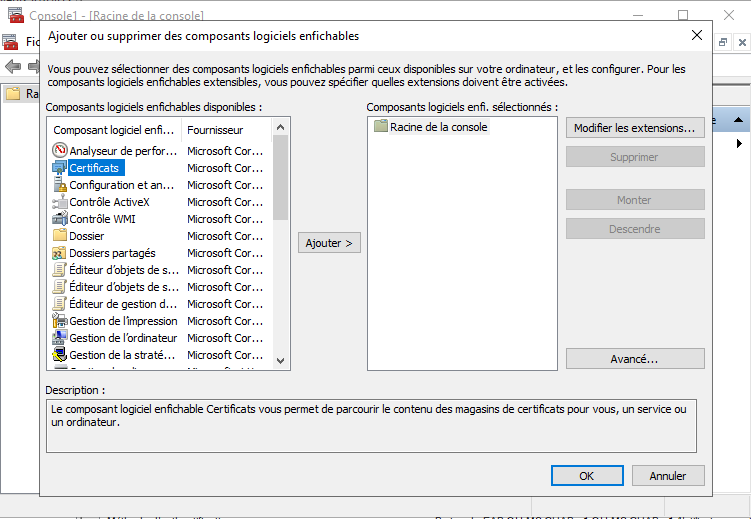 Console1 - [Racine de la console]
Ajouter ou supprimer des composants logiciels enfichables
Fic
Vous pouvez sélectionner des composants logiciels enfichables parmi ceux disponibles sur votre ordinateur, et les configurer. Pour les
composants logiciels enfichables extensibles, vous pouvez spécifier quelles extensions doivent être activées.
Ra
Composants logiciels enfichables disponibles :
Composants logiciels enfi. sélectionnés :
Composant logiciel enfi... Fournisseur
Analyseur de perfor... Microsoft Cor...
Certificats Microsoft Cor...
Configuration et an... Microsoft Cor...
Contrôle ActiveX Microsoft Cor...
Contrôle WMI Microsoft Cor...
Dossier Microsoft Cor...
Dossiers partagés Microsoft Cor...
Éditeur d'objets de s... Microsoft Cor...
Éditeur d'objets de s... Microsoft Cor...
Éditeur de gestion d... Microsoft Cor...
Gestion de l'impression Microsoft Cor...
Gestion de l'ordinateur Microsoft Cor...
Gestion de la straté... Microsoft Cor...
Ajouter >
Racine de la console
Modifier les extensions...
Supprimer
Monter
Descendre
Avancé...
Description :
Le composant logiciel enfichable Certificats vous permet de parcourir le contenu des magasins de certificats pour vous, un service ou
un ordinateur.
OK
Annuler